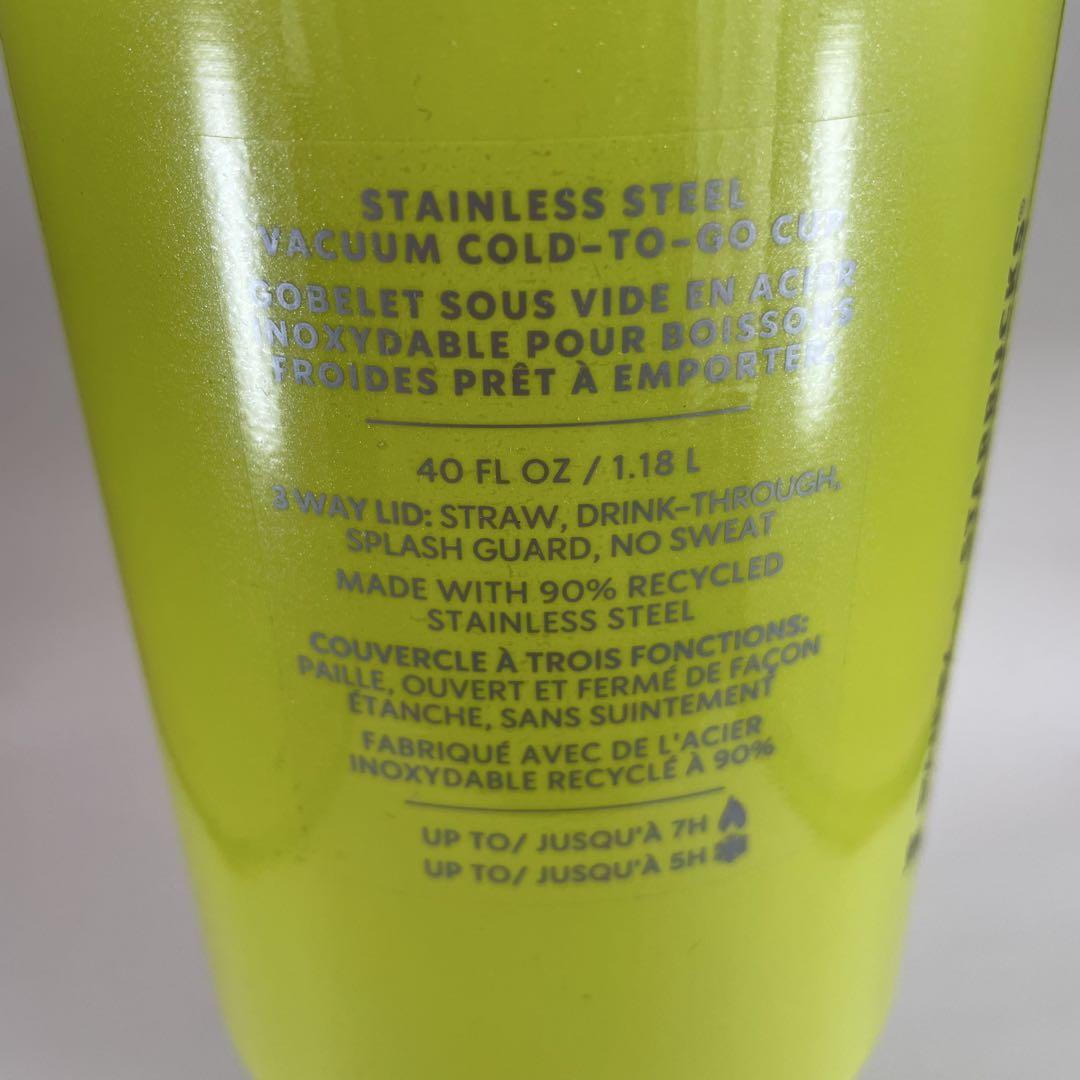 STAINLESS STEEL
VACUUM COLD-TO-GO CUP
GOBELET SOUS VIDE EN ACIER
INOXYDABLE POUR BOISSONS
FROIDES PRÊT À EMPORTER.
40 FL OZ / 1.18 L
3 WAY LID: STRAW, DRINK-THROUGH,
SPLASH GUARD, NO SWEAT
MADE WITH 90% RECYCLED
STAINLESS STEEL
COUVERCLE À TROIS FONCTIONS:
PAILLE, OUVERT ET FERMÉ DE FAÇON
ÉTANCHE, SANS SUINTEMENT
FABRIQUÉ AVEC DE L'ACIER
INOXYDABLE RECYCLÉ À 90%
UP TO/ JUSQU'À 7H
UP TO/ JUSQU'À 5H
STARBUCKS®